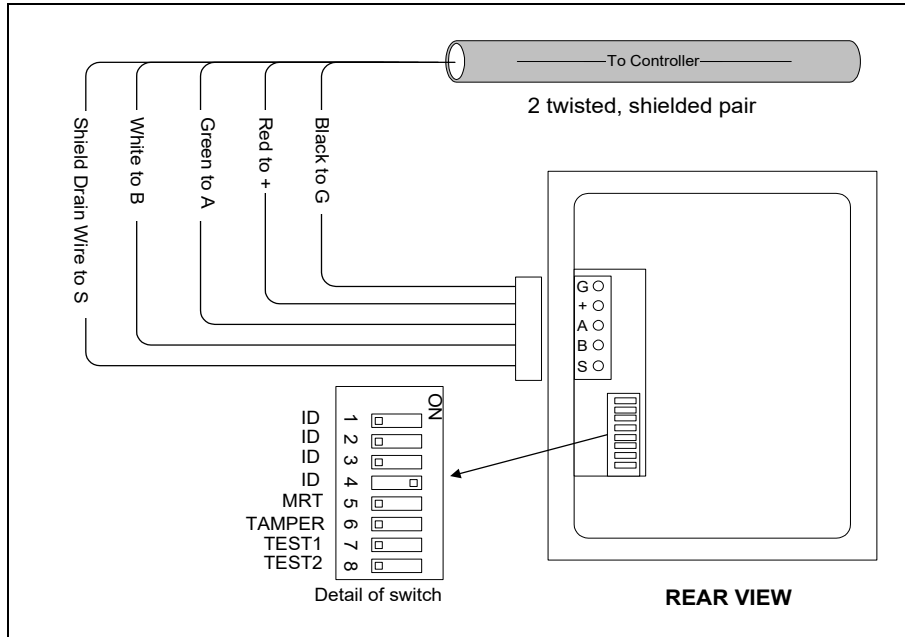 To Controller
2 twisted, shielded pair
Shield Drain Wire to S
White to B
Green to A
Red to +
Black to G
G
+
A
B
S
ON
ID 1
ID 2
ID 3
ID 4
MRT 5
TAMPER 6
TEST1 7
TEST2 8
Detail of switch
REAR VIEW